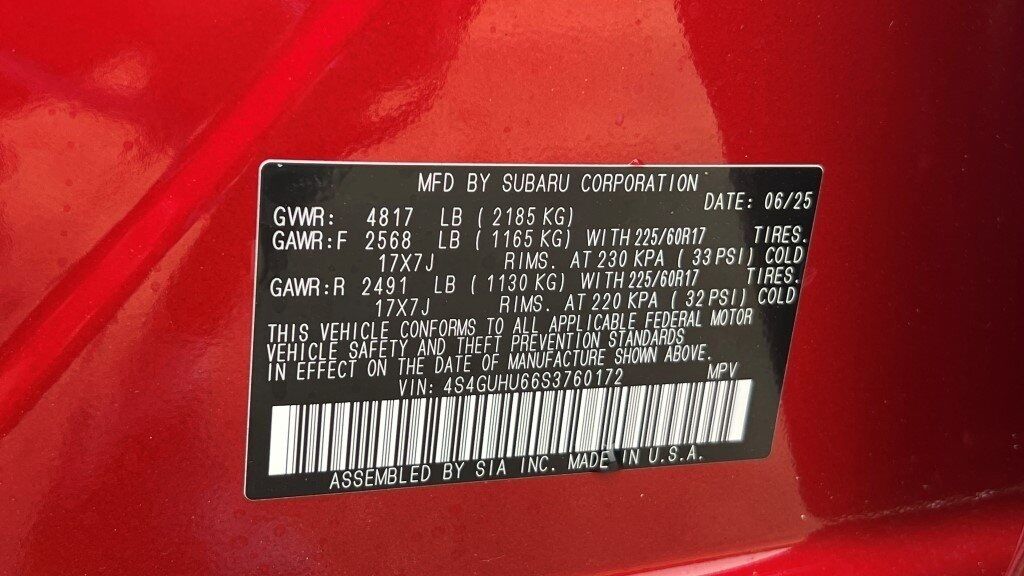 MFD BY SUBARU CORPORATION
DATE: 06/25
GVWR: 4817 LB (2185 KG)
GAWR:F 2568 LB (1165 KG) WITH 225/60R17 TIRES.
17X7J RIMS. AT 230 KPA (33 PSI) COLD
GAWR:R 2491 LB (1130 KG) WITH 225/60R17 TIRES.
17X7J RIMS. AT 220 KPA (32 PSI) COLD
THIS VEHICLE CONFORMS TO ALL APPLICABLE FEDERAL MOTOR
VEHICLE SAFETY AND THEFT PREVENTION STANDARDS
IN EFFECT ON THE DATE OF MANUFACTURE SHOWN ABOVE.
VIN: 4S4GUHU66S3760172 MPV
ASSEMBLED BY SIA INC. MADE IN U.S.A.